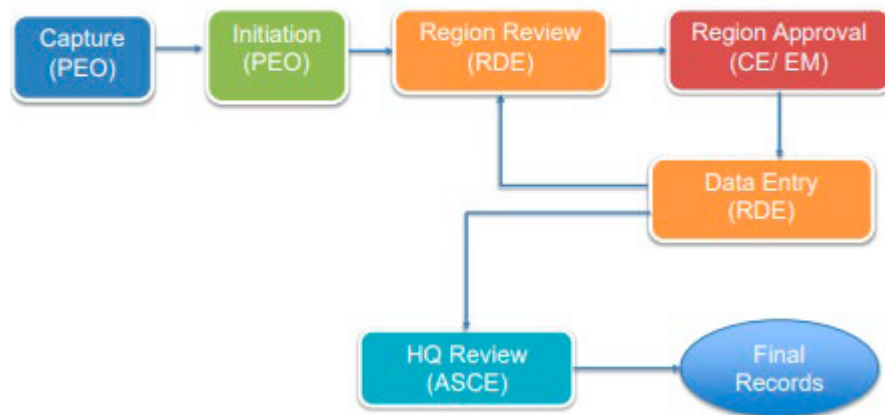 Capture
(PEO)
Initiation
(PEO)
Region Review
(RDE)
Region Approval
(CE/ EM)
Data Entry
(RDE)
HQ Review
(ASCE)
Final
Records